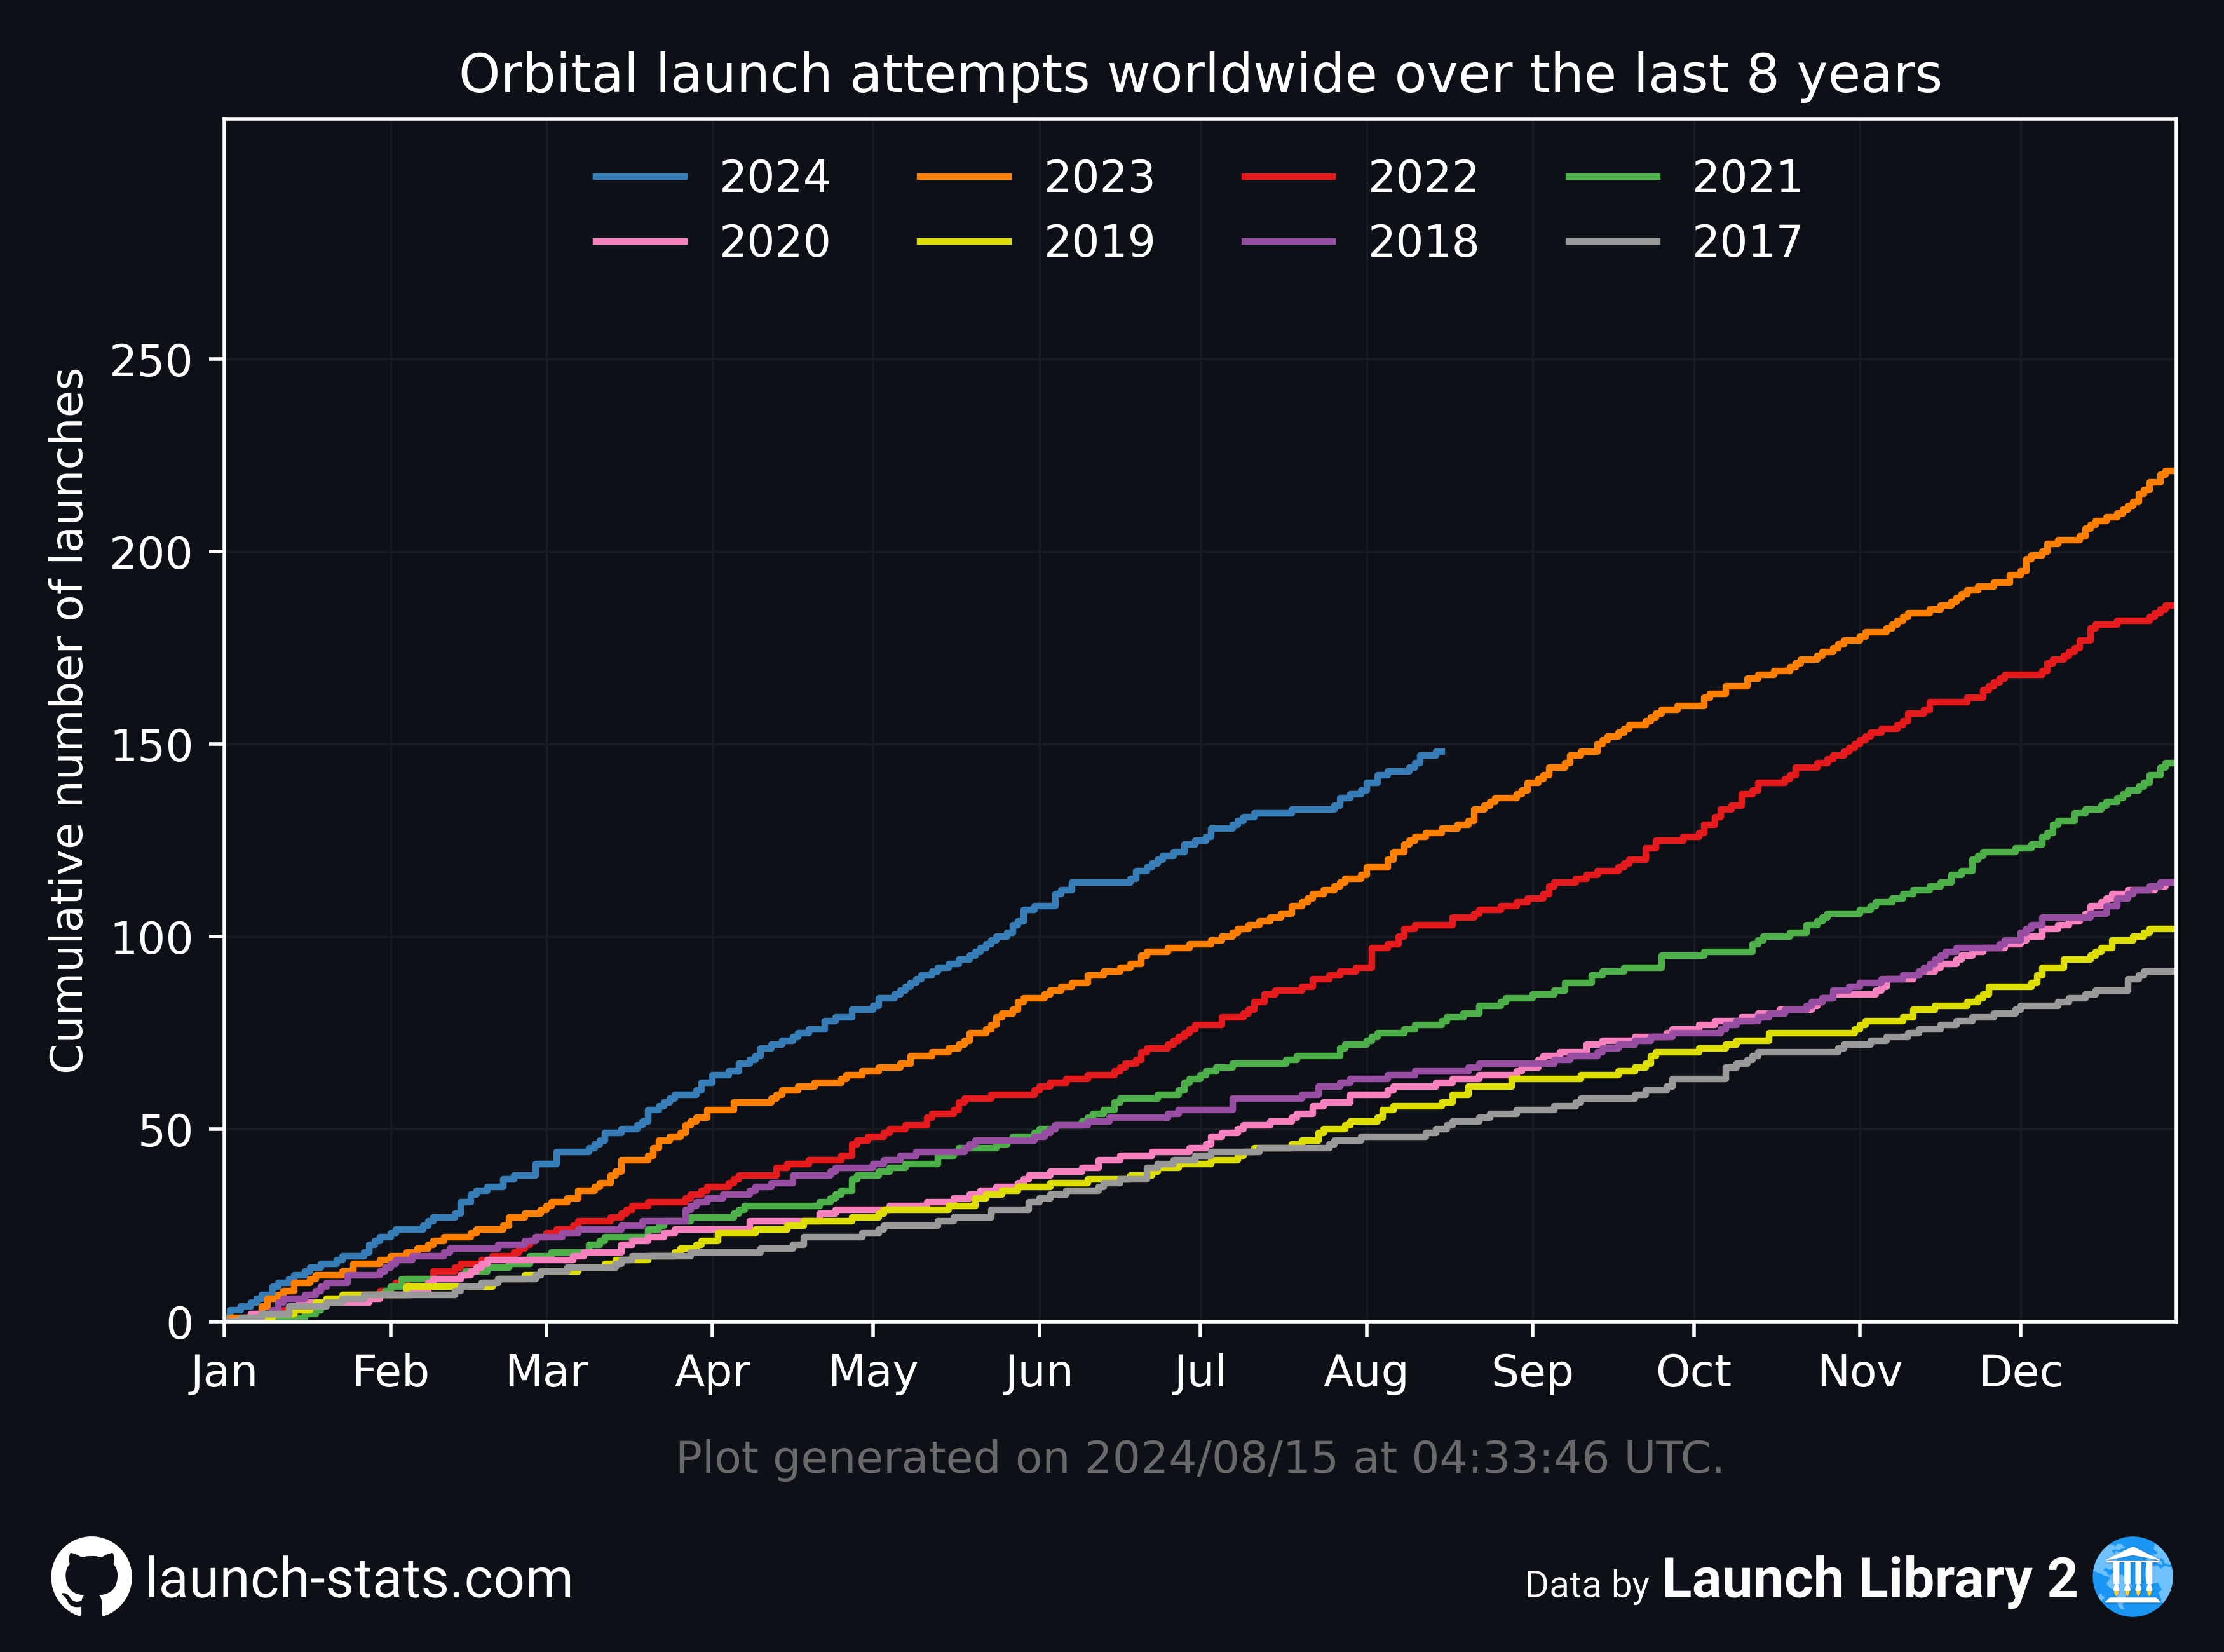 Orbital launch attempts worldwide over the last 8 years
2024 2023 2022 2021
2020 2019 2018 2017
Cumulative number of launches
250
200
150
100
50
0
Jan Feb Mar Apr May Jun Jul Aug Sep Oct Nov Dec
Plot generated on 2024/08/15 at 04:33:46 UTC.
launch-stats.com
Data by Launch Library 2